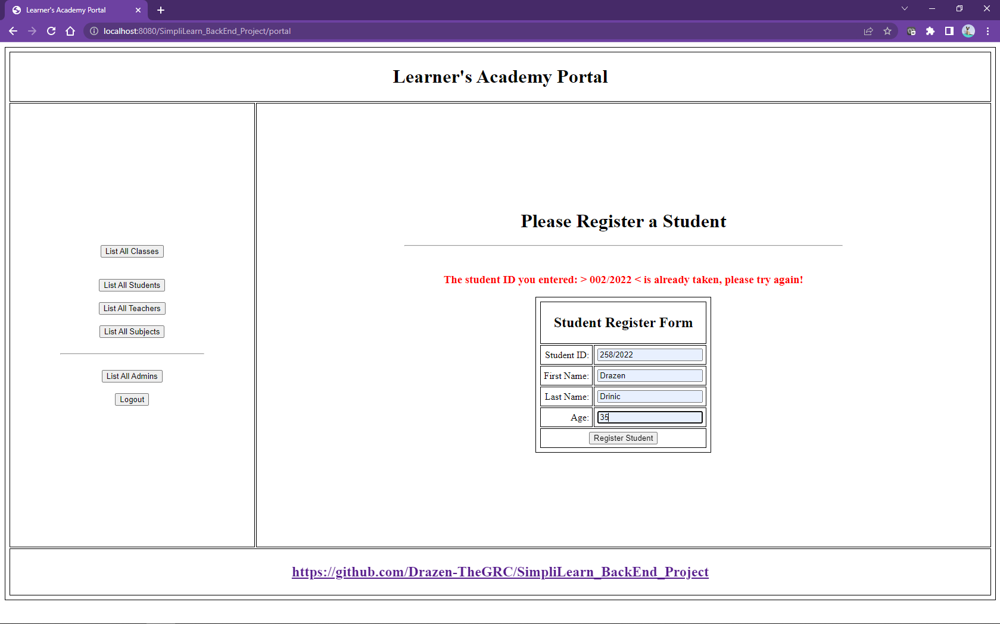 Learner's Academy Portal
localhost:8080/SimpliLearn_BackEnd_Project/portal
Learner's Academy Portal
List All Classes
List All Students
List All Teachers
List All Subjects
List All Admins
Logout
Please Register a Student
The student ID you entered: > 002/2022 < is already taken, please try again!
Student Register Form
Student ID: 258/2022
First Name: Drazen
Last Name: Drinic
Age: 35
Register Student
https://github.com/Drazen-TheGRC/SimpliLearn_BackEnd_Project